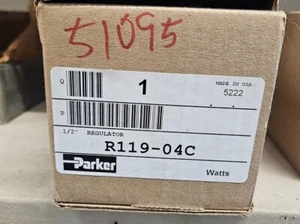 51095
Q
1
MADE IN USA
5222
P
1/2" REGULATOR
R119-04C
Parker
Watts